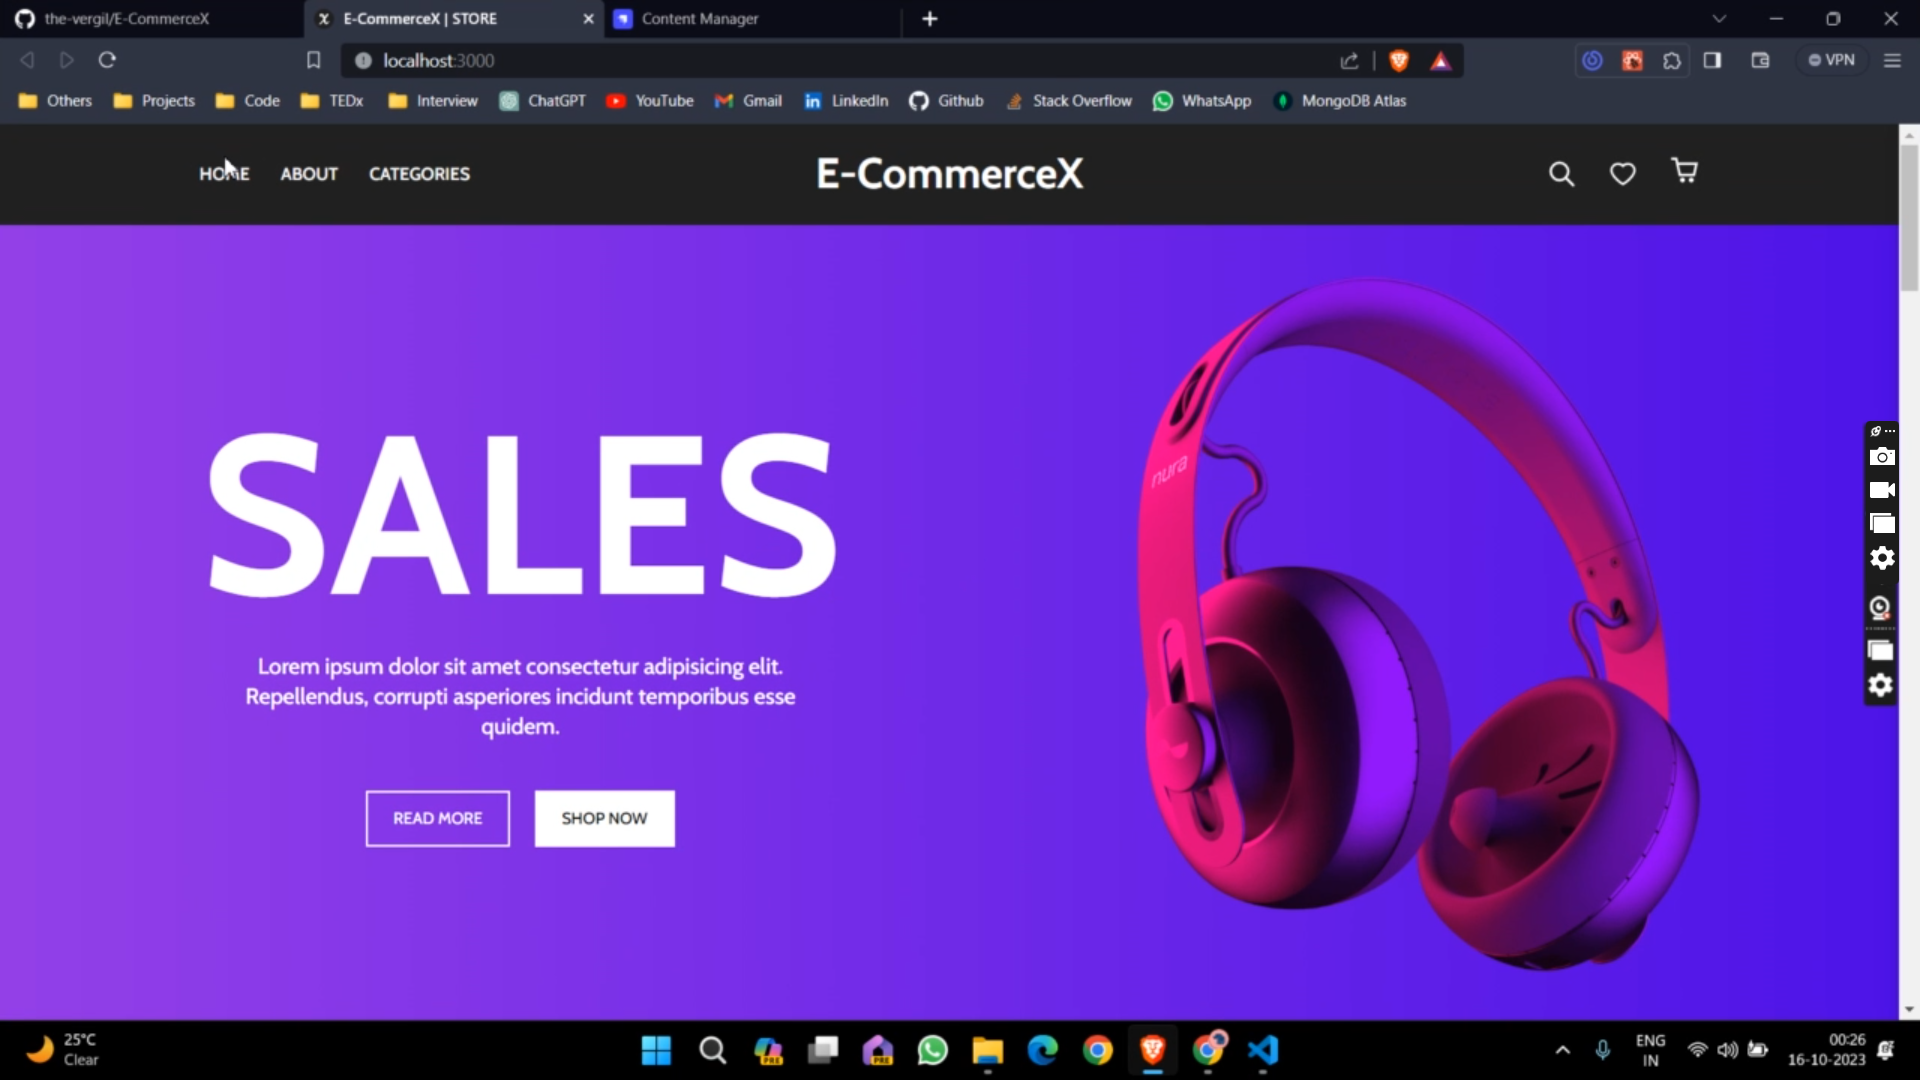 the-vergil/E-CommerceX
E-CommerceX | STORE
Content Manager
localhost:3000
VPN
Others
Projects
Code
TEDx
Interview
ChatGPT
YouTube
Gmail
LinkedIn
Github
Stack Overflow
WhatsApp
MongoDB Atlas
HOME
ABOUT
CATEGORIES
E-CommerceX
SALES
nura
Lorem ipsum dolor sit amet consectetur adipisicing elit.
Repellendus, corrupti asperiores incidunt temporibus esse
quidem.
READ MORE
SHOP NOW
25°C
Clear
PRE
PRE
ENG
IN
00:26
16-10-2023